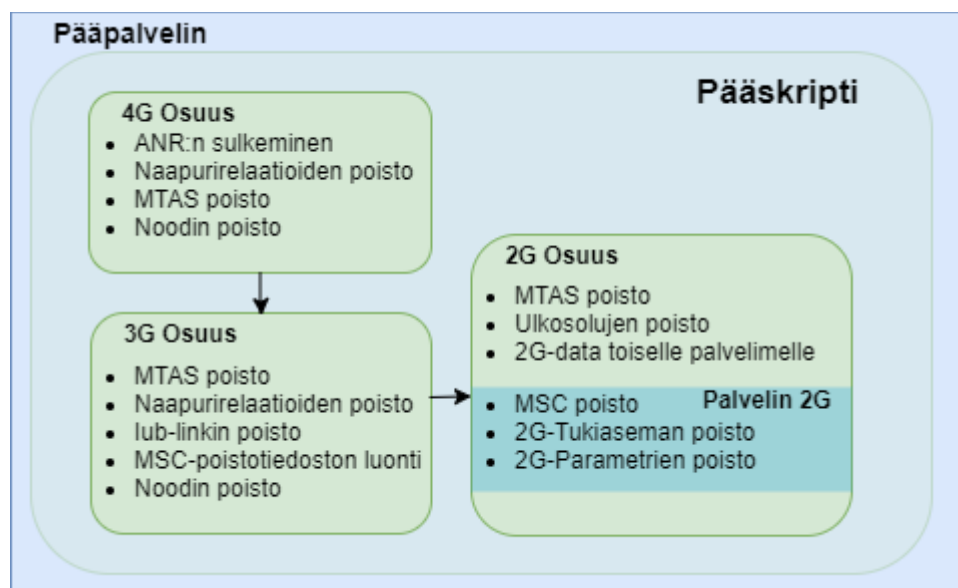 Pääpalvelin
Pääskripti
4G Osuus
• ANR:n sulkeminen
• Naapurirelaatioiden poisto
• MTAS poisto
• Noodin poisto
3G Osuus
• MTAS poisto
• Naapurirelaatioiden poisto
• Iub-linkin poisto
• MSC-poistotiedoston luonti
• Noodin poisto
2G Osuus
• MTAS poisto
• Ulkosolujen poisto
• 2G-data toiselle palvelimelle
Palvelin 2G
• MSC poisto
• 2G-Tukiaseman poisto
• 2G-Parametrien poisto